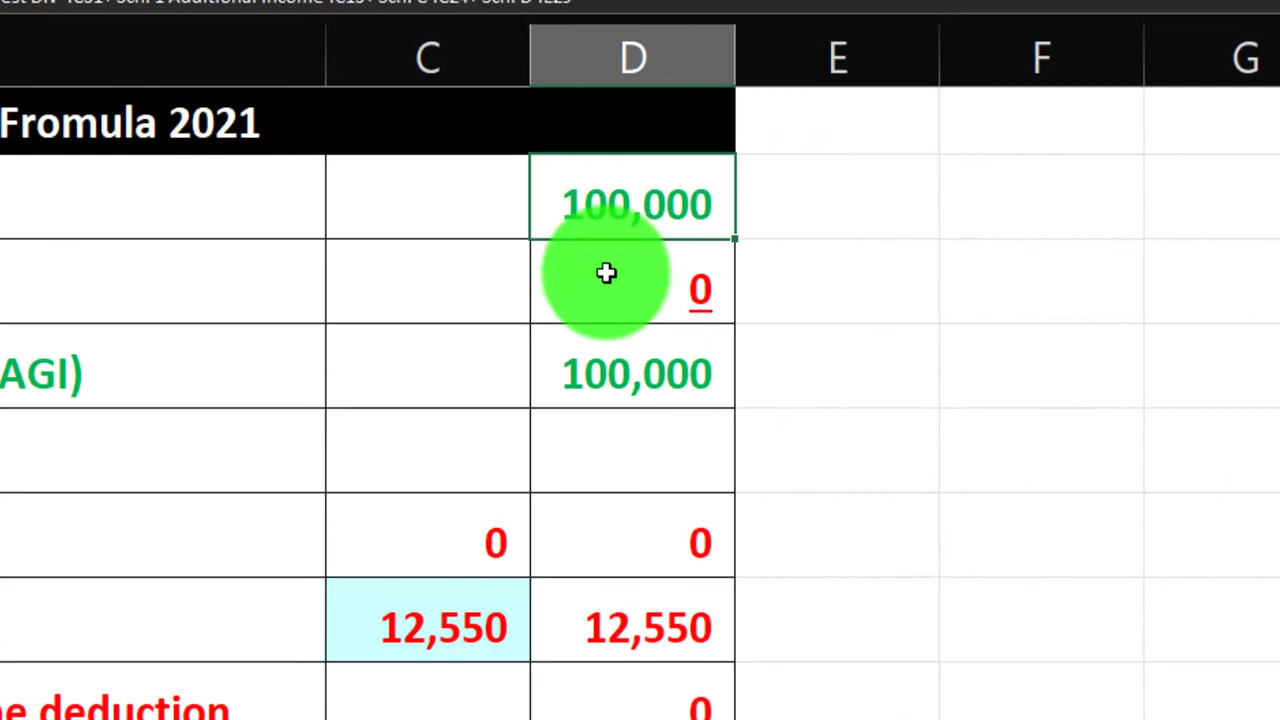 C D E F G
Fromula 2021
100,000
0
AGI) 100,000
0 0
12,550 12,550
deduction 0